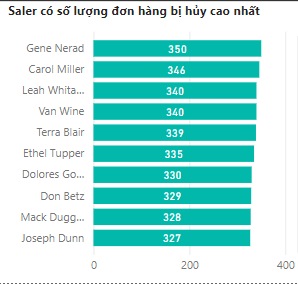 Saler có số lượng đơn hàng bị hủy cao nhất
Gene Nerad 350
Carol Miller 346
Leah Whita... 340
Van Wine 340
Terra Blair 339
Ethel Tupper 335
Dolores Go... 330
Don Betz 329
Mack Dugg... 328
Joseph Dunn 327
0 200 400